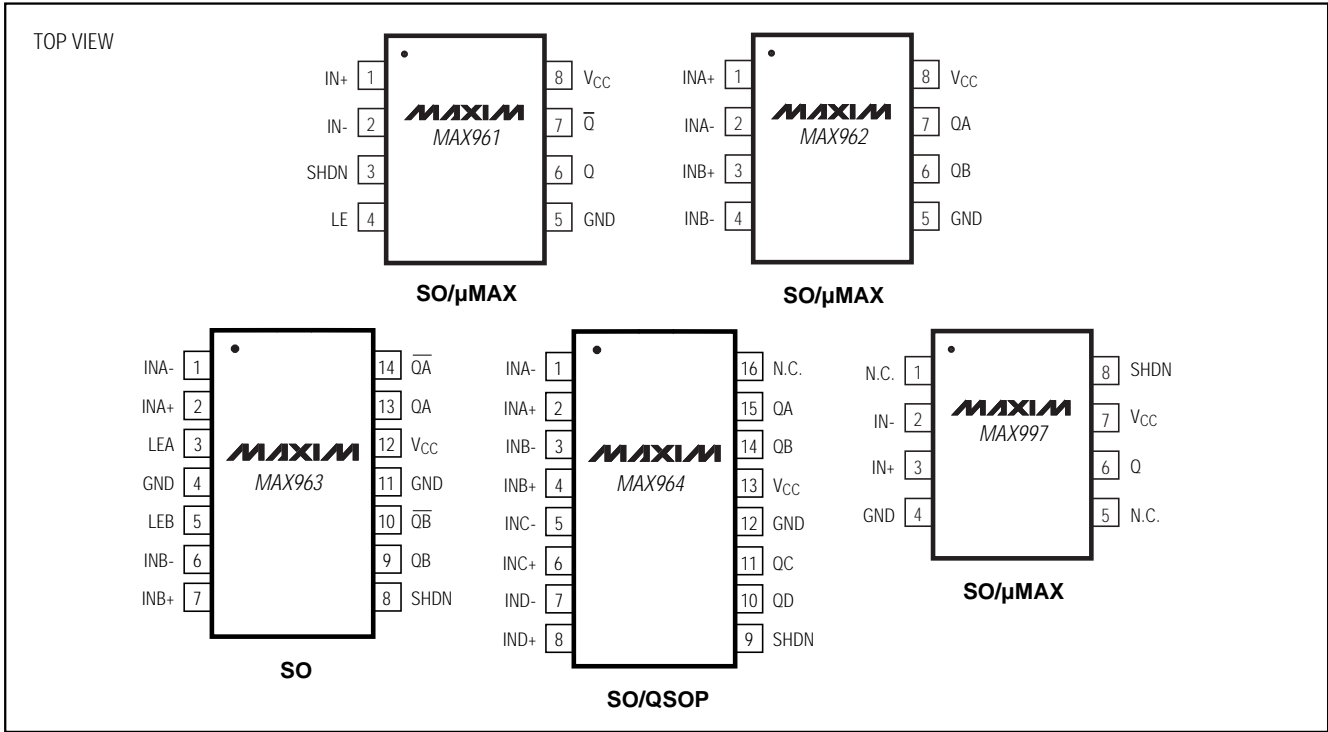 TOP VIEW
IN+ 1 8 VCC
IN- 2 MAXIM 7 Q̅
SHDN 3 MAX961 6 Q
LE 4 5 GND
SO/µMAX
INA+ 1 8 VCC
INA- 2 MAXIM 7 QA
INB+ 3 MAX962 6 QB
INB- 4 5 GND
SO/µMAX
INA- 1 14 Q̅A̅
INA+ 2 13 QA
LEA 3 MAXIM 12 VCC
GND 4 MAX963 11 GND
LEB 5 10 Q̅B̅
INB- 6 9 QB
INB+ 7 8 SHDN
SO
INA- 1 16 N.C.
INA+ 2 15 QA
INB- 3 MAXIM 14 QB
INB+ 4 MAX964 13 VCC
INC- 5 12 GND
INC+ 6 11 QC
IND- 7 10 QD
IND+ 8 9 SHDN
SO/QSOP
N.C. 1 8 SHDN
IN- 2 MAXIM 7 VCC
IN+ 3 MAX997 6 Q
GND 4 5 N.C.
SO/µMAX